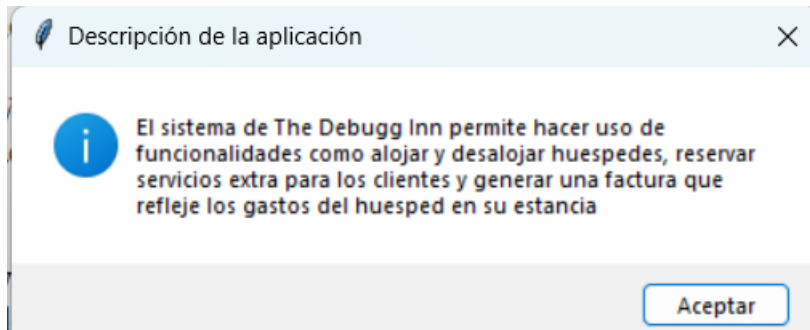 Descripción de la aplicación
El sistema de The Debugg Inn permite hacer uso de
funcionalidades como alojar y desalojar huespedes, reservar
servicios extra para los clientes y generar una factura que
refleje los gastos del huesped en su estancia
Aceptar